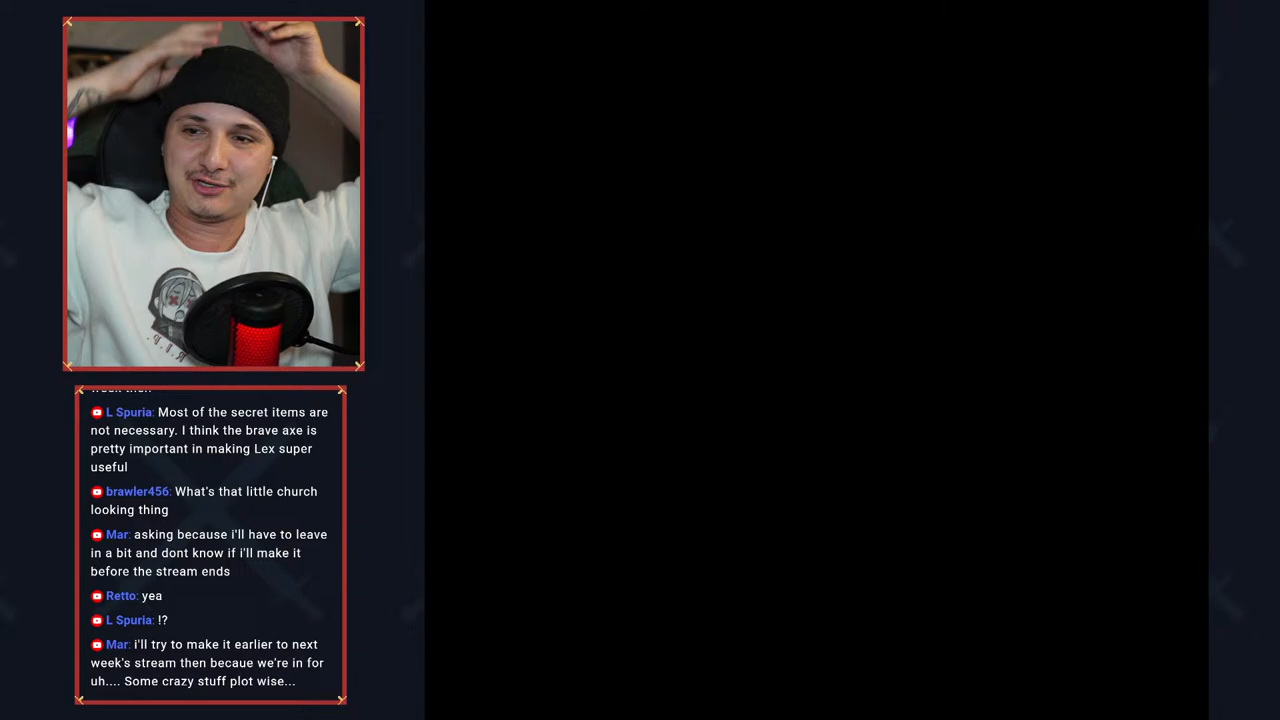 L Spuria: Most of the secret items are
not necessary. I think the brave axe is
pretty important in making Lex super
useful
brawler456: What's that little church
looking thing
Mar: asking because i'll have to leave
in a bit and dont know if i'll make it
before the stream ends
Retto: yea
L Spuria: !?
Mar: i'll try to make it earlier to next
week's stream then becaue we're in for
uh.... Some crazy stuff plot wise...